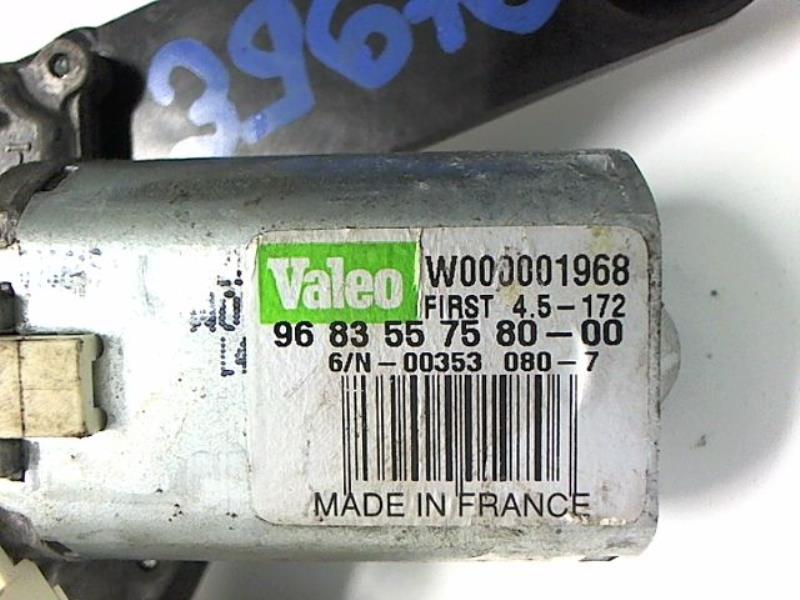 Valeo W000001968
FIRST 4.5-172
96 83 55 75 80-00
6/N-00353 080-7
MADE IN FRANCE